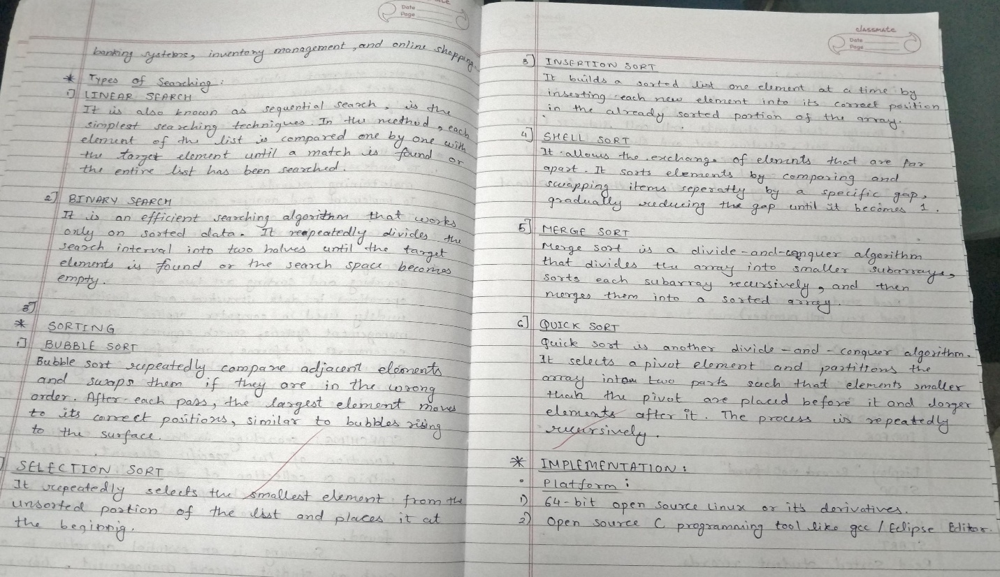 Date
Page
banking systems, inventory management, and online shopping.
* Types of Searching :
1] LINEAR SEARCH
It is also known as sequential search, is the
simplest searching techniques. In the method, each
element of the list is compared one by one with
the target element until a match is found or
the entire list has been searched.
2] BINARY SEARCH
It is an efficient searching algorithm that works
only on sorted data. It reapeatedly divides the
search interval into two halves until the target
elements is found or the search space becomes
empty.
3]
* SORTING
1] BUBBLE SORT
Bubble sort repeatedly compare adjacent elements
and swaps them if they are in the wrong
order. After each pass, the largest element moves
to its correct positions, similar to bubbles rising
to the surface.
] SELECTION SORT
It repeatedly selects the smallest element from the
unsorted portion of the list and places it at
the beginnig.
classmate
Date
Page
3] INSERTION SORT
It builds a sorted list one element at a time by
inserting each new element into its correct position
in the already sorted portion of the array.
4] SHELL SORT
It allows the exchange of elements that are far
apart. It sorts elements by comparing and
swapping items seperatly by a specific gap,
gradually reducing the gap until it becomes 1.
5] MERGE SORT
Merge sort is a divide-and-conquer algorithm
that divides the array into smaller subarrays,
sorts each subarray recursively, and then
merges them into a sorted array.
6] QUICK SORT
Quick sort is another divide-and-conquer algorithm.
It selects a pivot element and partitions the
array into two parts such that elements smaller
than the pivot are placed before it and larger
elements after it. The process is repeatedly
recursively.
* IMPLEMENTATION :
• Platform :
1) 64-bit open source linux or it's derivatives.
2) Open source C programming tool like gcc / Eclipse Editor.